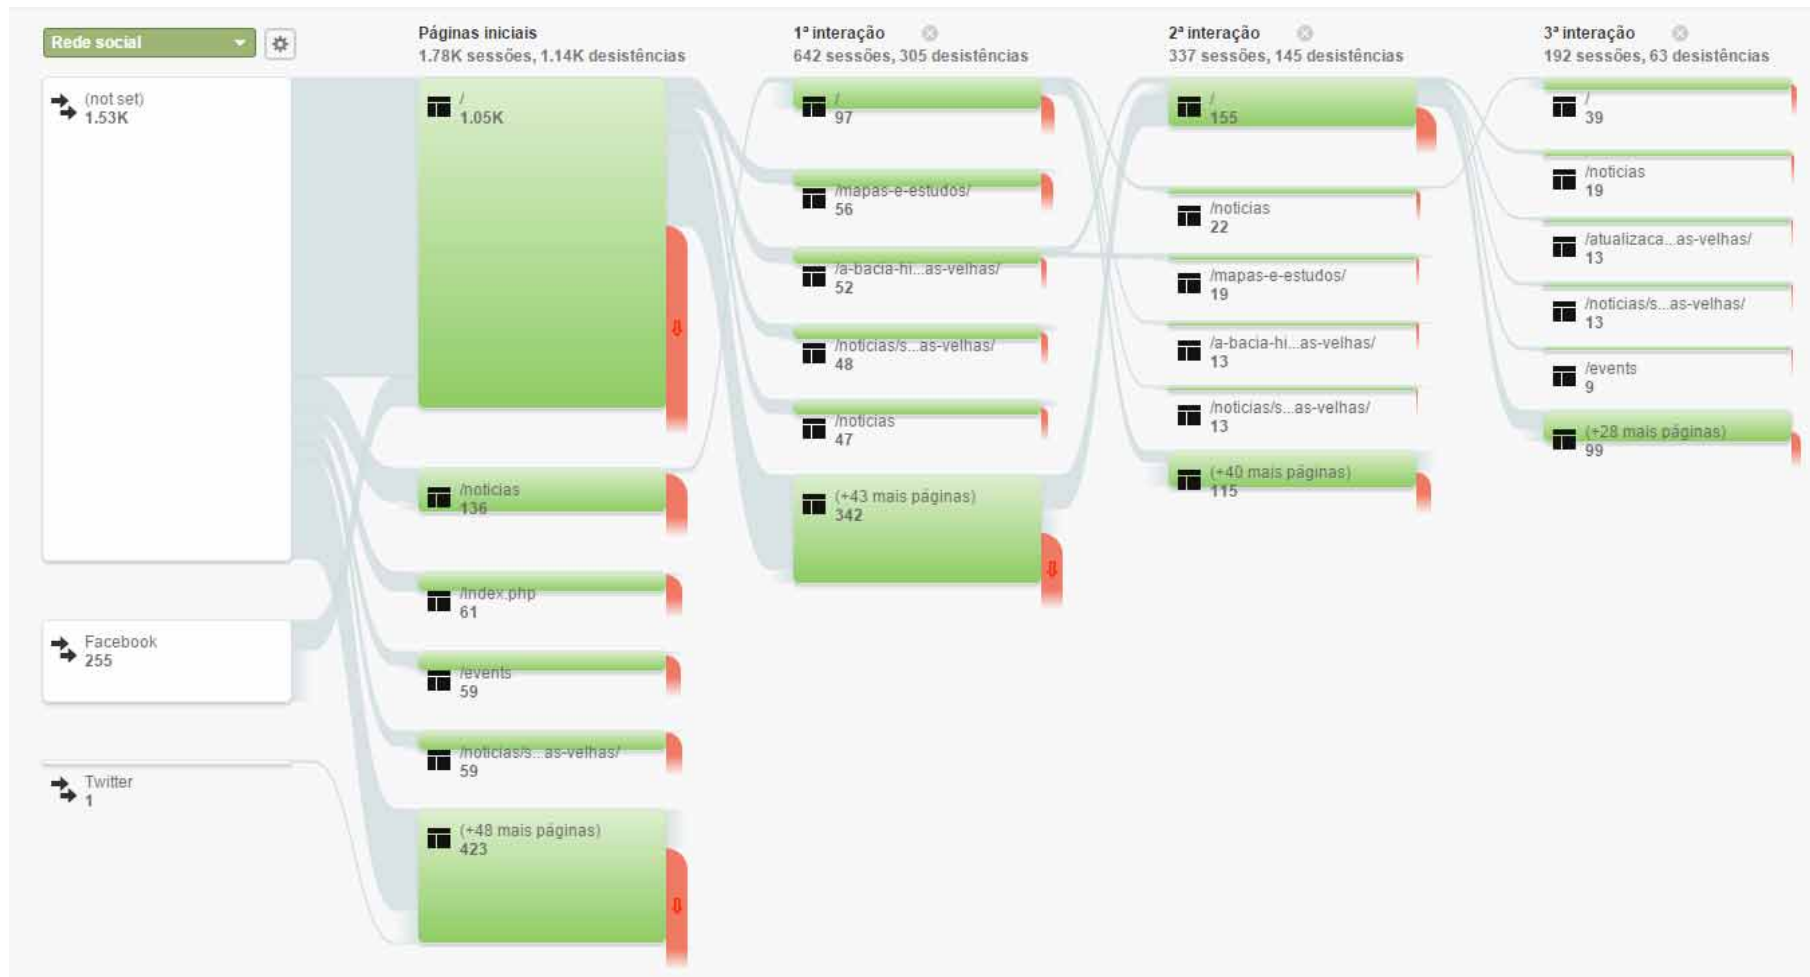 Rede social
(not set)
1.53K
Facebook
255
Twitter
1
Páginas iniciais
1.78K sessões, 1.14K desistências
/
1.05K
/noticias
136
/index.php
61
/events
59
/noticias/s...as-velhas/
59
(+48 mais páginas)
423
1ª interação
642 sessões, 305 desistências
/
97
/mapas-e-estudos/
56
/a-bacia-hi...as-velhas/
52
/noticias/s...as-velhas/
48
/noticias
47
(+43 mais páginas)
342
2ª interação
337 sessões, 145 desistências
/
155
/noticias
22
/mapas-e-estudos/
19
/a-bacia-hi...as-velhas/
13
/noticias/s...as-velhas/
13
(+40 mais páginas)
115
3ª interação
192 sessões, 63 desistências
/
39
/noticias
19
/atualizaca...as-velhas/
13
/noticias/s...as-velhas/
13
/events
9
(+28 mais páginas)
99